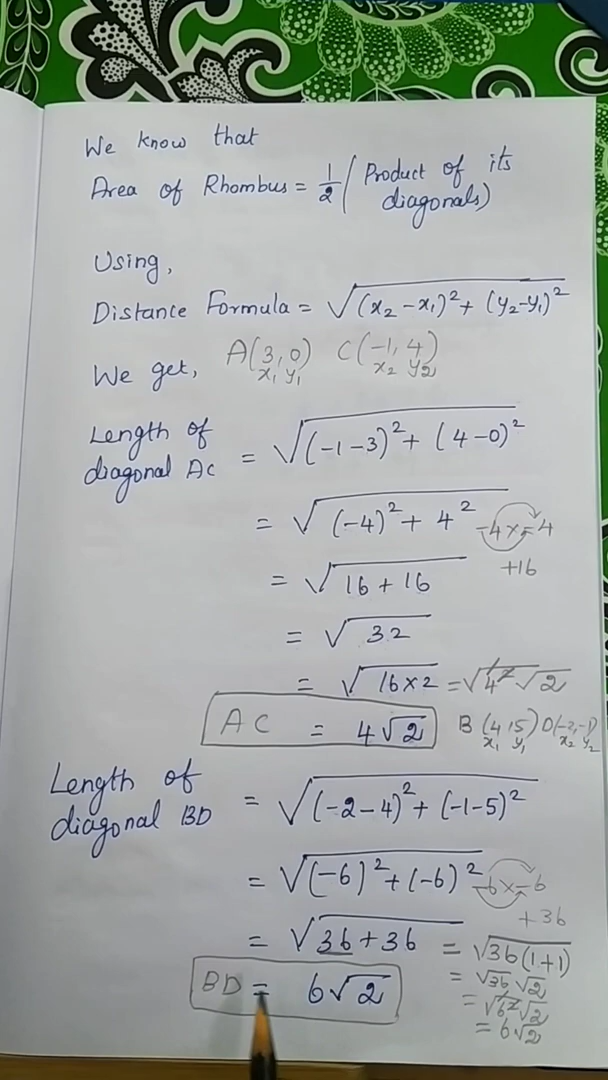 We know that
Area of Rhombus = 1/2 (Product of its diagonals)
Using,
Distance Formula = √((x₂-x₁)² + (y₂-y₁)²)
We get, A(3,0) C(-1,4)
x₁ y₁ x₂ y₂
Length of diagonal AC = √((-1-3)² + (4-0)²)
= √((-4)² + 4²) -4×-4
+16
= √(16+16)
= √32
= √(16×2) = √4² √2
AC = 4√2 B(4,5) D(-2,-1)
x₁ y₁ x₂ y₂
Length of diagonal BD = √((-2-4)² + (-1-5)²)
= √((-6)² + (-6)²) -6×-6
+36
= √(36+36) = √(36(1+1))
= √36 √2
BD = 6√2 = √6² √2
= 6√2